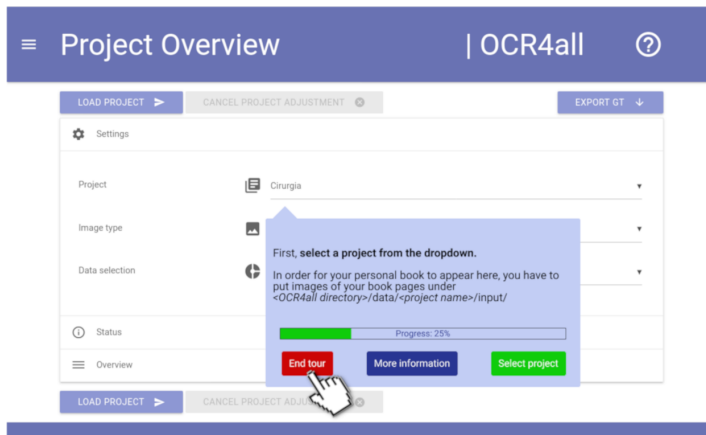 Project Overview | OCR4all
LOAD PROJECT CANCEL PROJECT ADJUSTMENT EXPORT GT
Settings
Project Cirurgia
Image type
First, select a project from the dropdown.
Data selection
In order for your personal book to appear here, you have to
put images of your book pages under
<OCR4all directory>/data/<project name>/input/
Status
Progress: 25%
Overview
End tour More information Select project
LOAD PROJECT CANCEL PROJECT